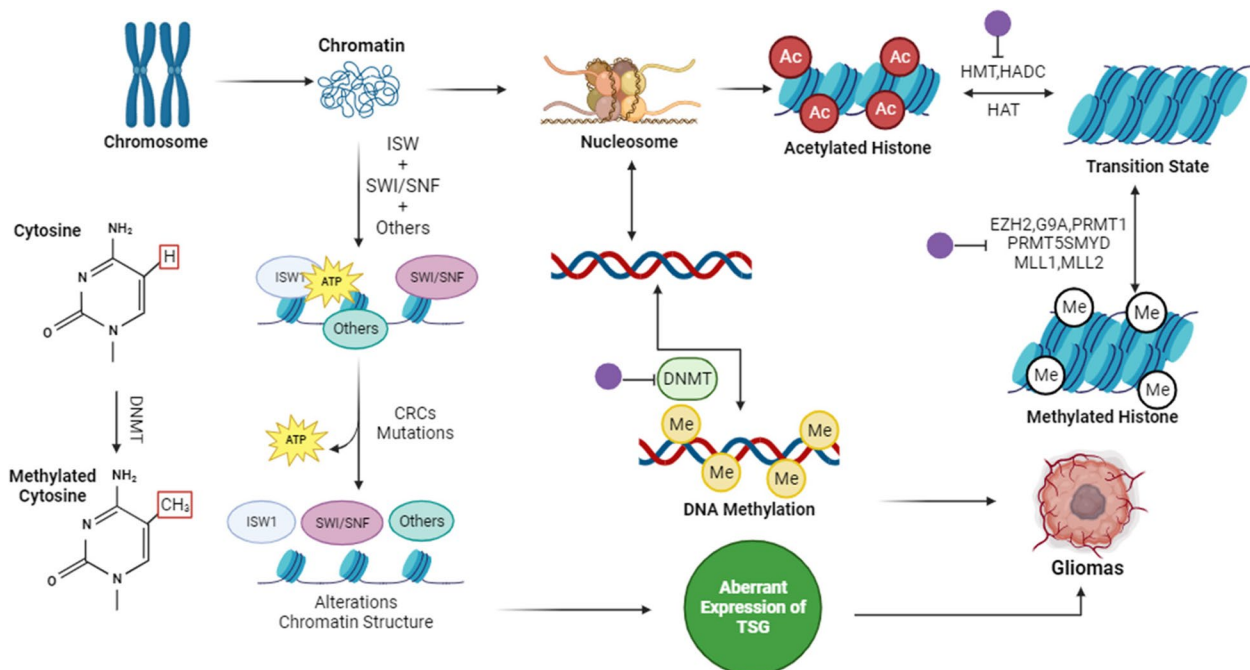 Chromosome
Chromatin
Nucleosome
Ac
Ac
Ac
Ac
Acetylated Histone
HMT,HADC
HAT
Transition State
ISW
+
SWI/SNF
+
Others
Cytosine
NH₂
H
N
O
N
ISW1
ATP
SWI/SNF
Others
EZH2,G9A,PRMT1
PRMT5SMYD
MLL1,MLL2
Me
Me
Me
Me
Methylated Histone
DNMT
DNMT
CRCs
Mutations
ATP
Me
Me
Me
Me
DNA Methylation
Methylated
Cytosine
NH₂
CH₃
N
O
N
ISW1
SWI/SNF
Others
Alterations
Chromatin Structure
Aberrant
Expression of
TSG
Gliomas